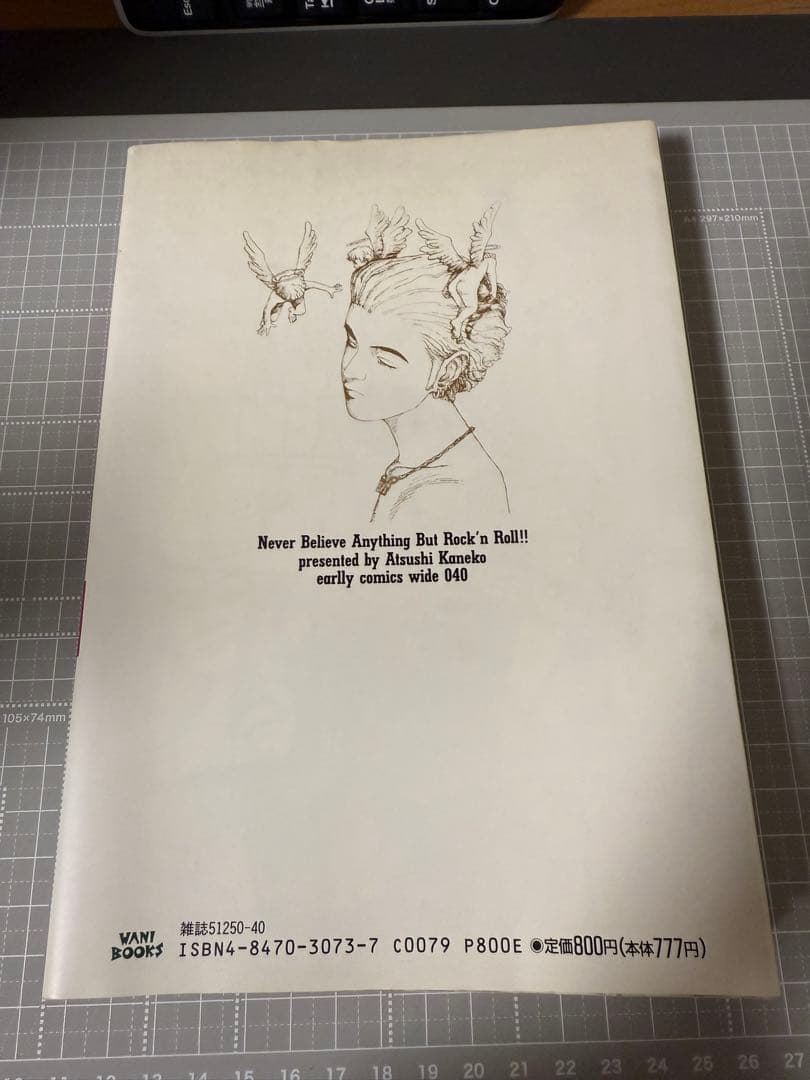 Esc
A4 297×210mm
Never Believe Anything But Rock'n Roll!!
presented by Atsushi Kaneko
earlly comics wide 040
105×74mm
WANI
BOOKS
雑誌51250-40
ISBN4-8470-3073-7 C0079 P800E ◉定価800円(本体777円)
12 13 14 15 16 17 18 19 20 21 22 23 24 25 26 27